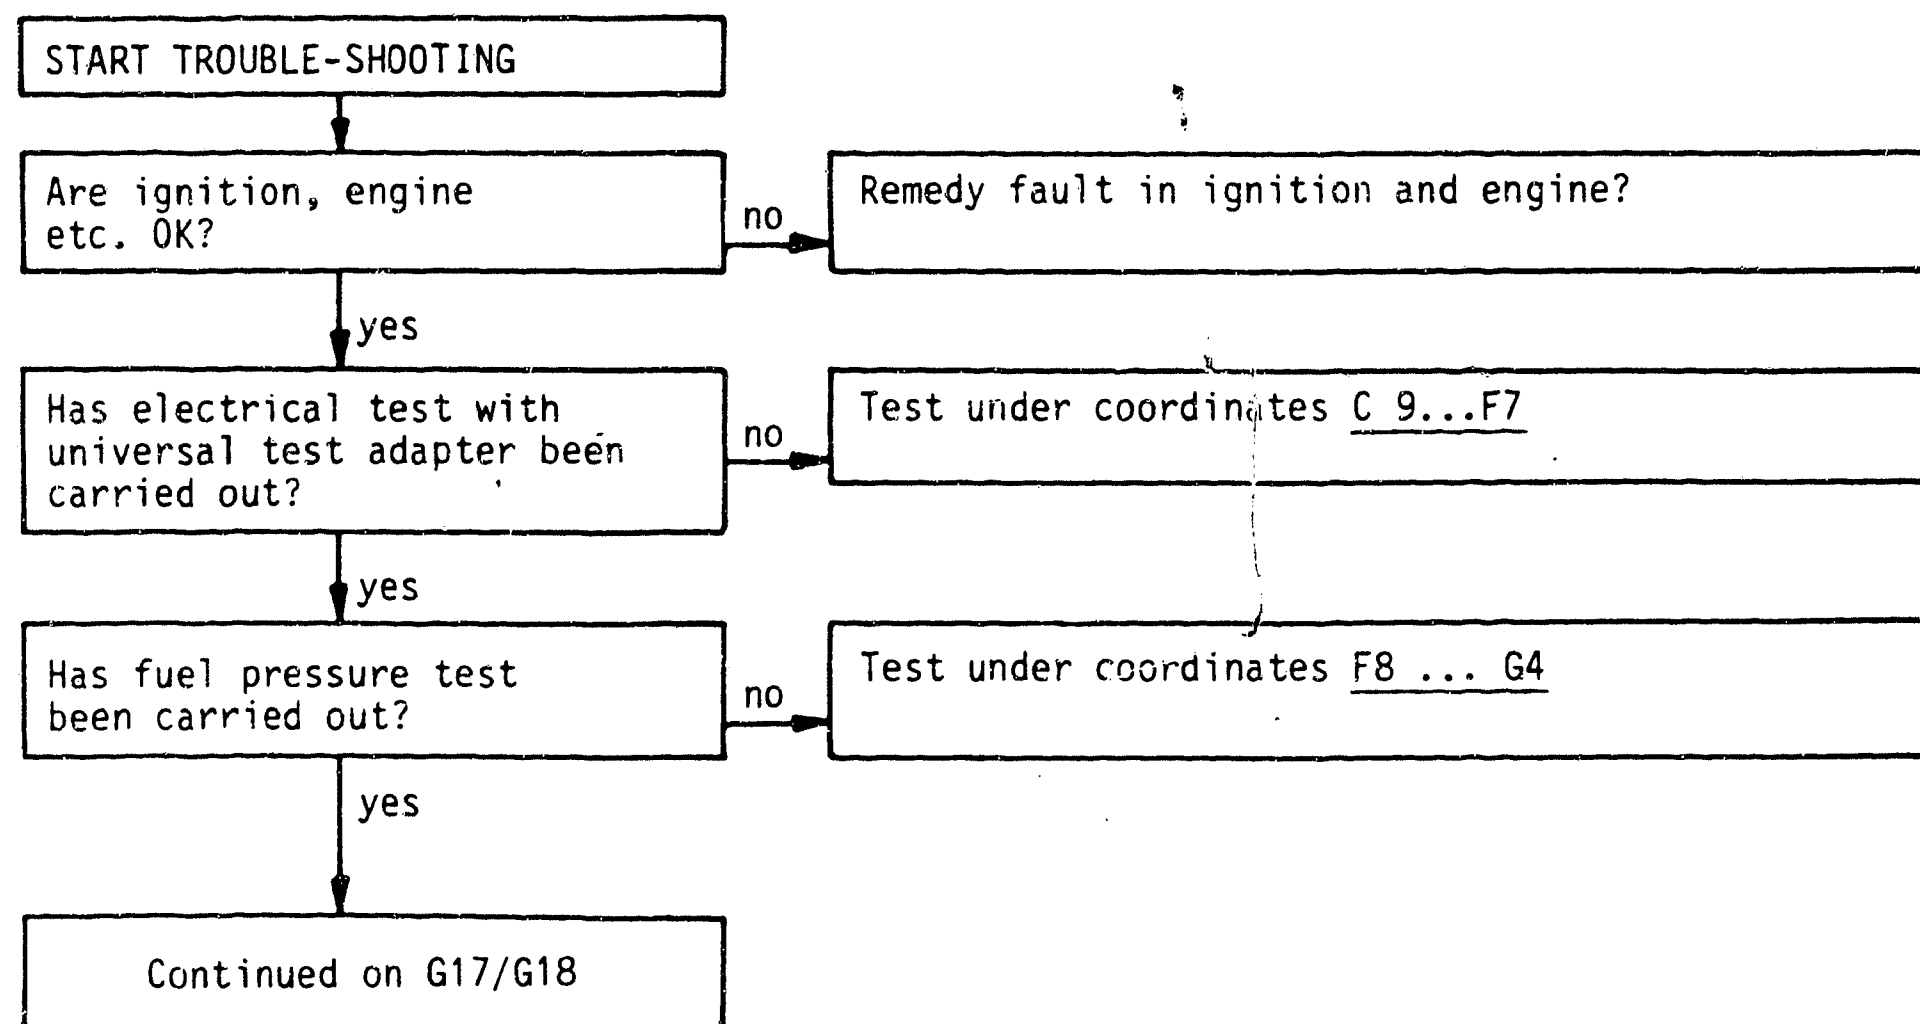 START TROUBLE-SHOOTING
Are ignition, engine
etc. OK?
no
Remedy fault in ignition and engine?
yes
Has electrical test with
universal test adapter been
carried out?
no
Test under coordinates C 9...F7
yes
Has fuel pressure test
been carried out?
no
Test under coordinates F8 ... G4
yes
Continued on G17/G18